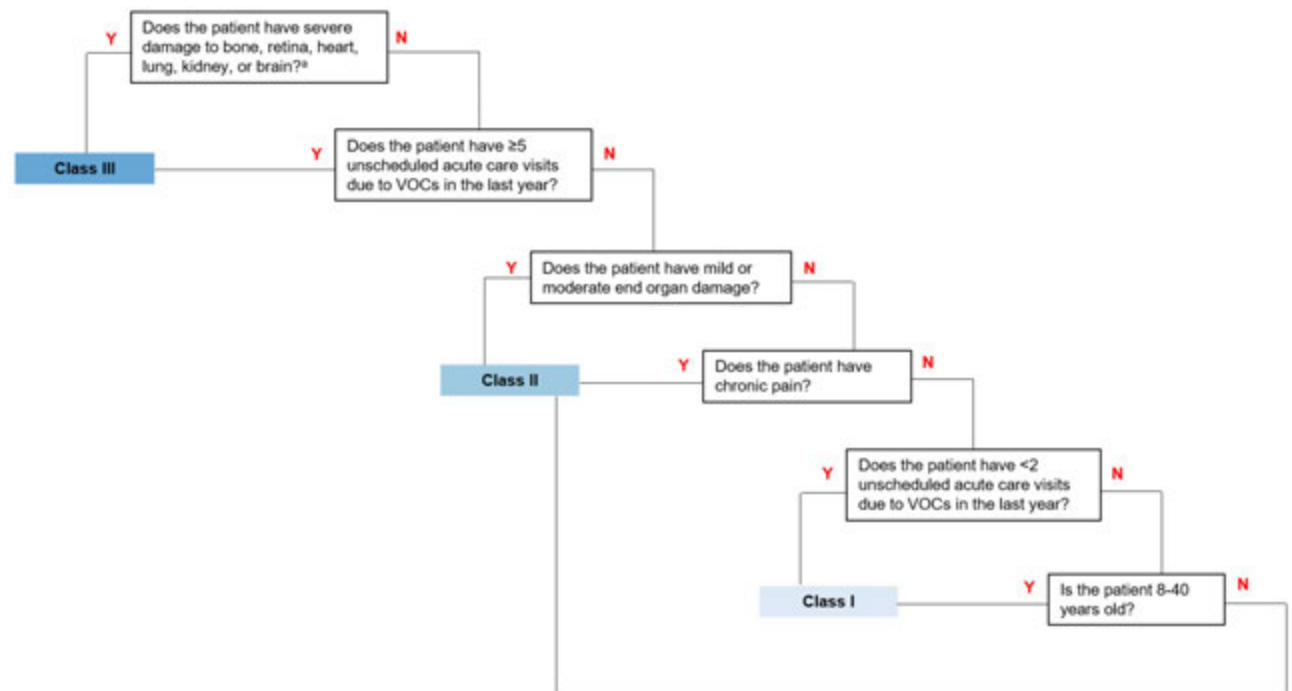 Y
Does the patient have severe
damage to bone, retina, heart,
lung, kidney, or brain?ᵃ
N
Class III
Y
Does the patient have ≥5
unscheduled acute care visits
due to VOCs in the last year?
N
Y
Does the patient have mild or
moderate end organ damage?
N
Class II
Y
Does the patient have
chronic pain?
N
Y
Does the patient have <2
unscheduled acute care visits
due to VOCs in the last year?
N
Class I
Y
Is the patient 8-40
years old?
N